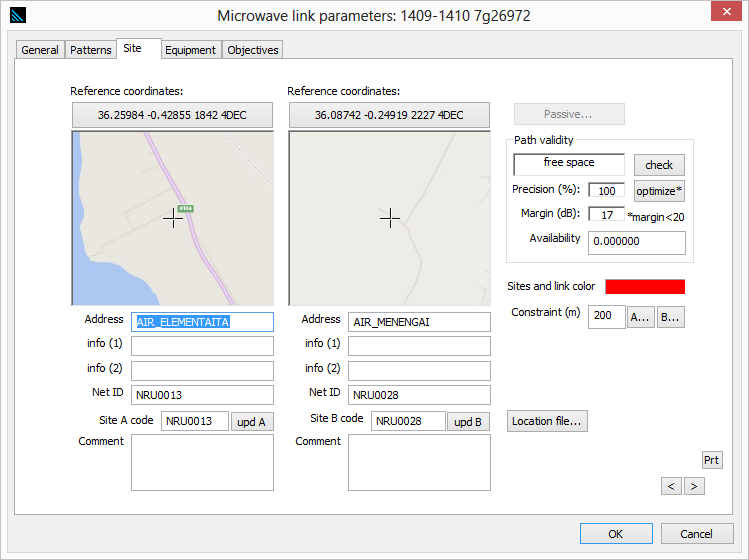 Microwave link parameters: 1409-1410 7g26972
General Patterns Site Equipment Objectives
Reference coordinates: Reference coordinates:
36.25984 -0.42855 1842 4DEC 36.08742 -0.24919 2227 4DEC Passive...
Path validity
free space check
Precision (%): 100 optimize*
Margin (dB): 17 *margin<20
A104
Availability 0.000000
Sites and link color
Address AIR_ELEMENTAITA Address AIR_MENENGAI Constraint (m) 200 A... B...
info (1) info (1)
info (2) info (2)
Net ID NRU0013 Net ID NRU0028
Site A code NRU0013 upd A Site B code NRU0028 upd B Location file...
Comment Comment
Prt
< >
OK Cancel